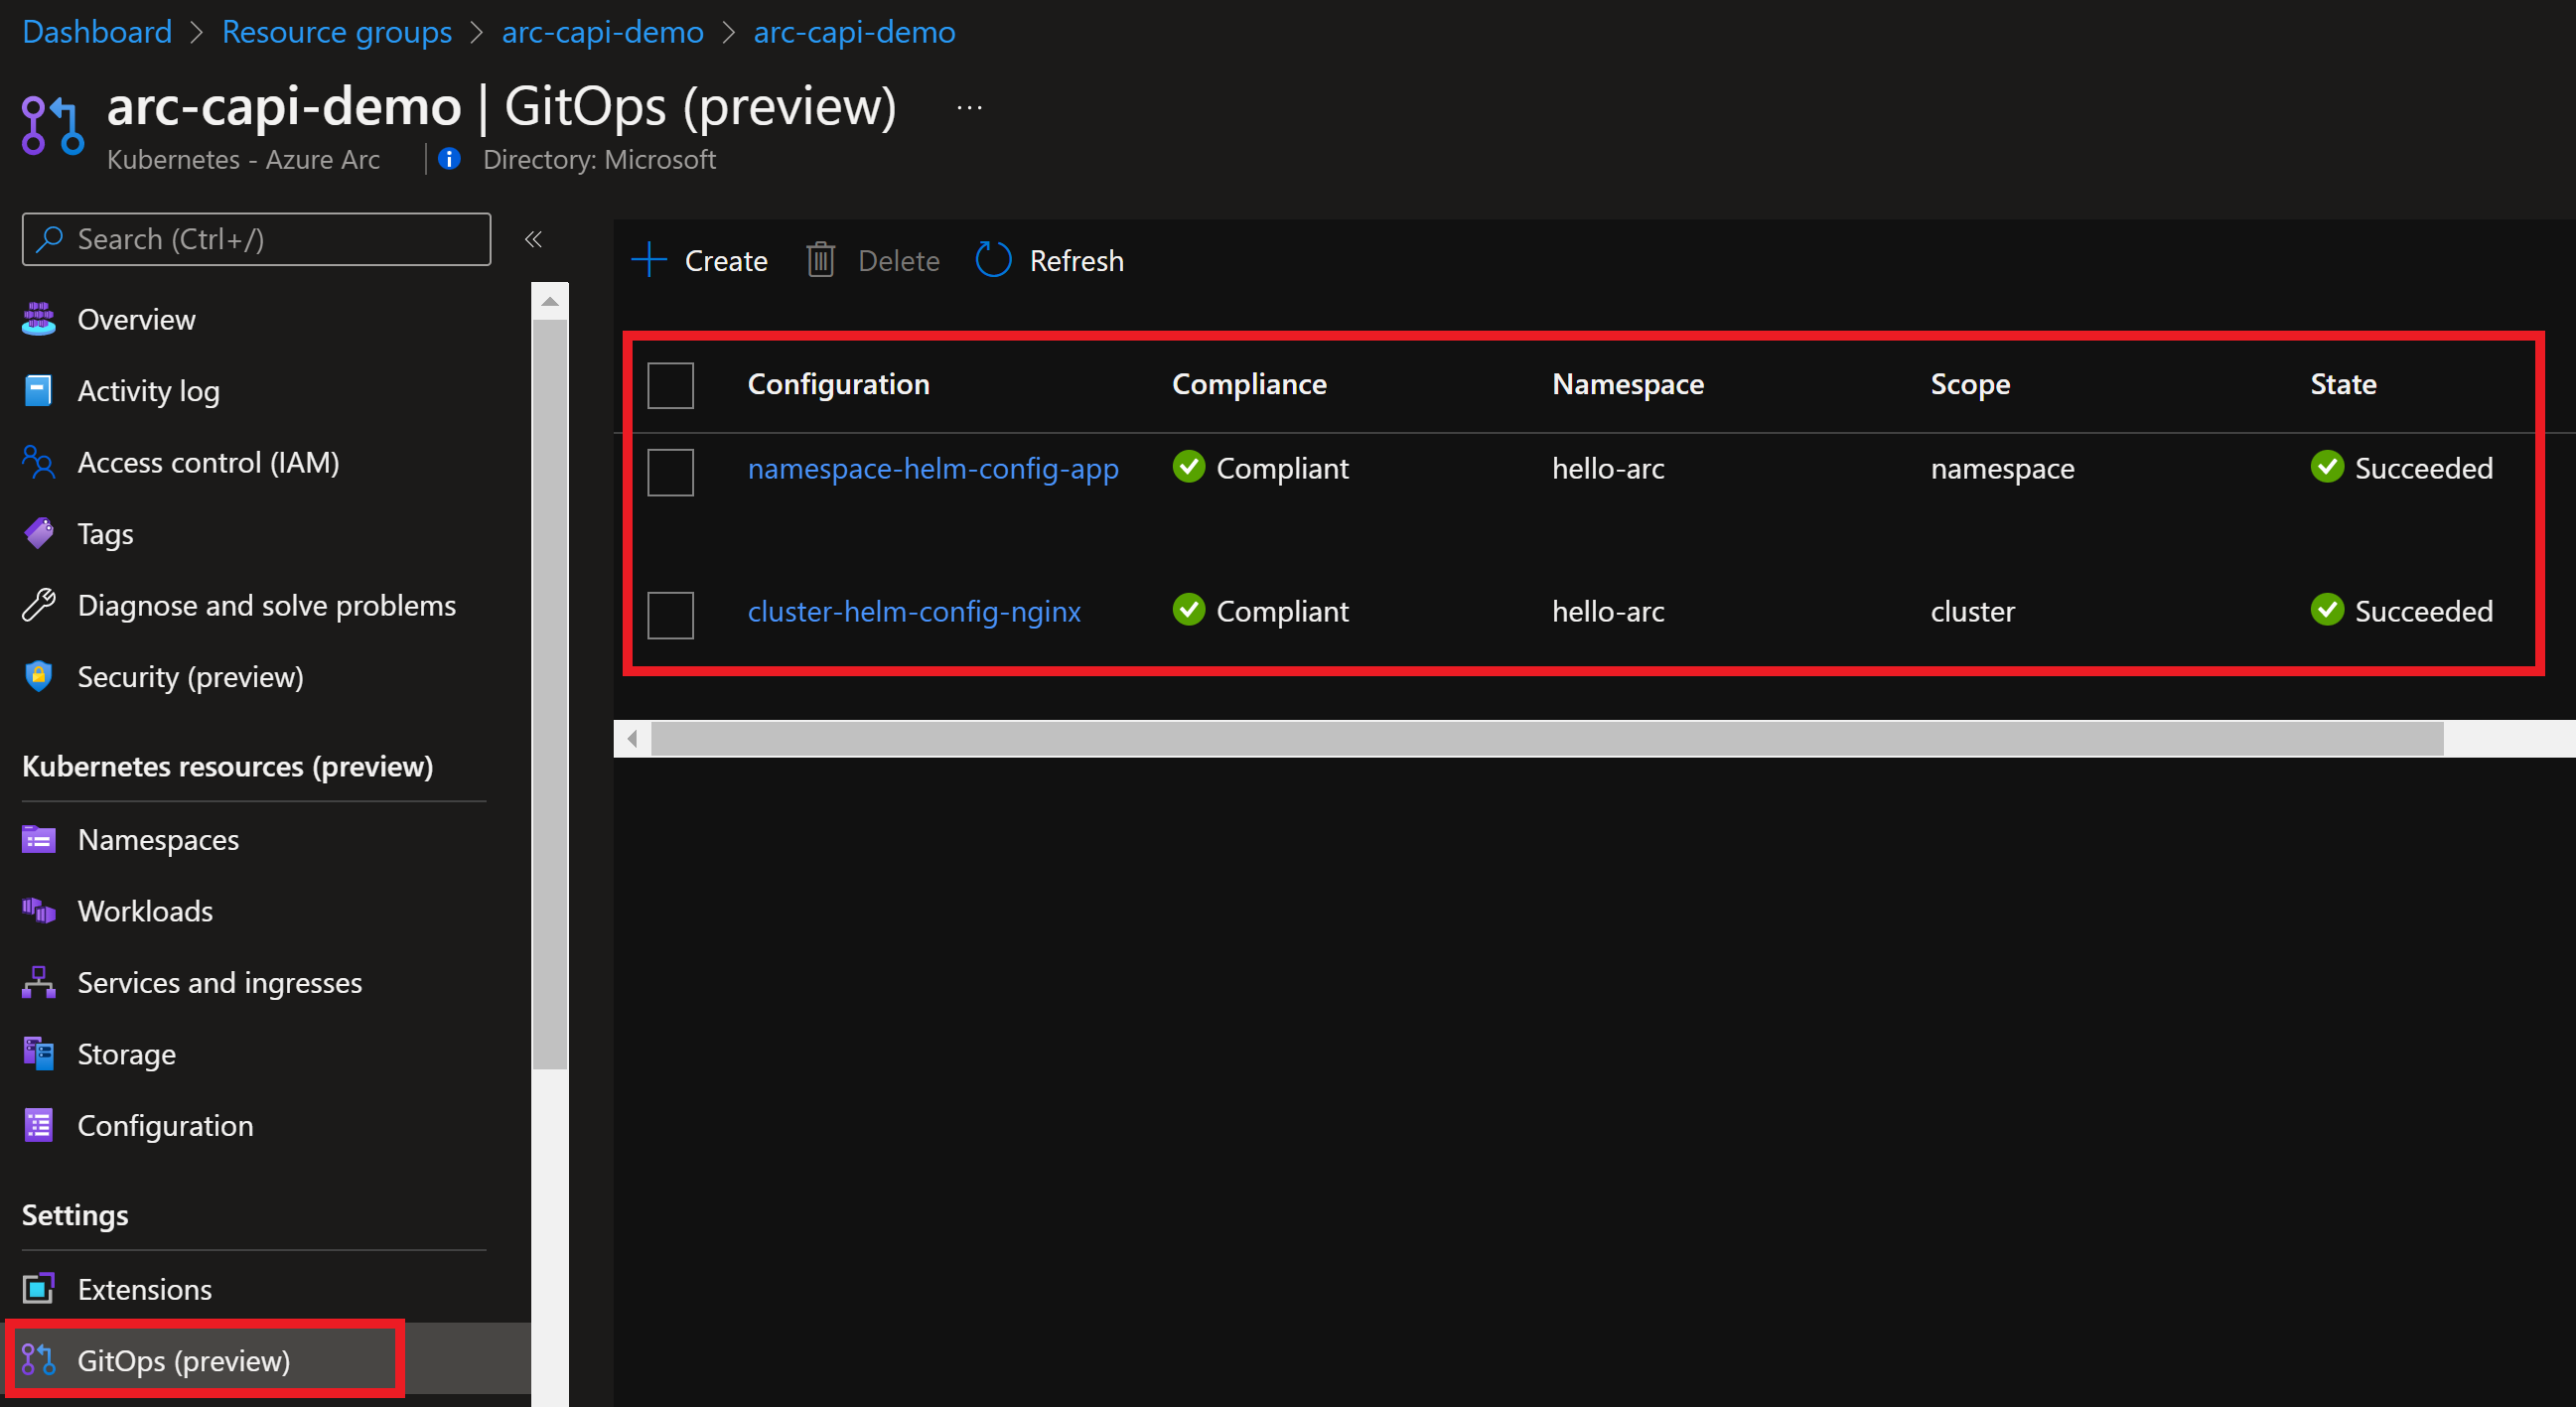 Dashboard > Resource groups > arc-capi-demo > arc-capi-demo
arc-capi-demo | GitOps (preview) ...
Kubernetes - Azure Arc | Directory: Microsoft
Search (Ctrl+/)
«
Overview
Activity log
Access control (IAM)
Tags
Diagnose and solve problems
Security (preview)
Kubernetes resources (preview)
Namespaces
Workloads
Services and ingresses
Storage
Configuration
Settings
Extensions
GitOps (preview)
Create Delete Refresh
Configuration Compliance Namespace Scope State
namespace-helm-config-app Compliant hello-arc namespace Succeeded
cluster-helm-config-nginx Compliant hello-arc cluster Succeeded